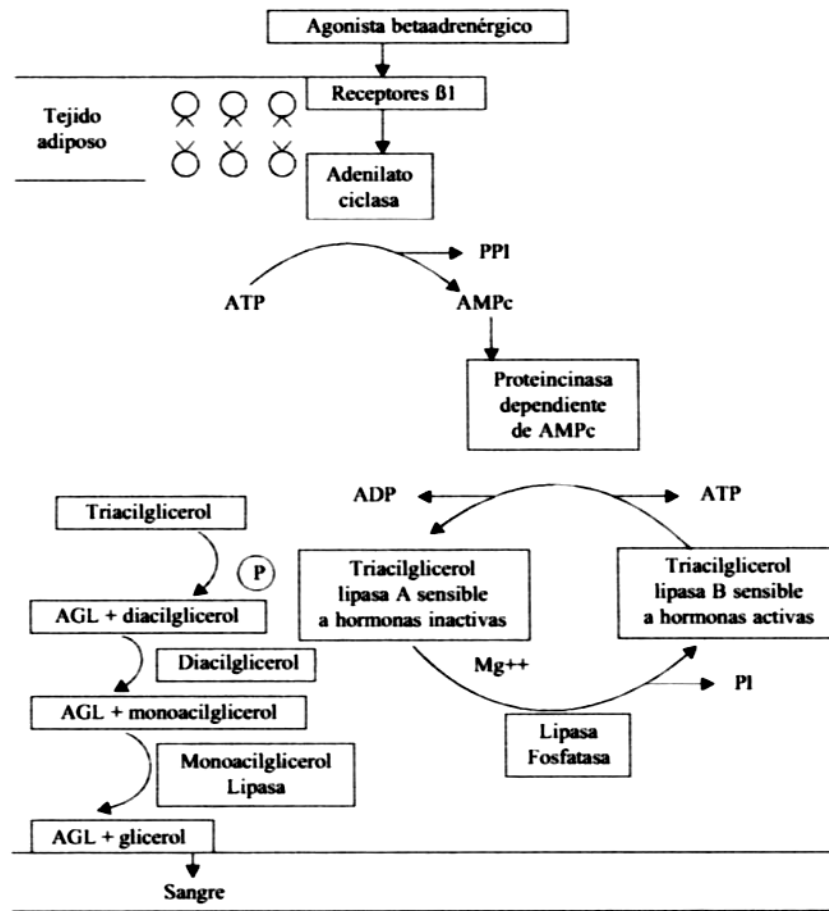 Agonista betaadrenérgico
Receptores ß1
Tejido
adiposo
Adenilato
ciclasa
PPI
ATP
AMPc
Proteincinasa
dependiente
de AMPc
ADP
ATP
Triacilglicerol
P
Triacilglicerol
lipasa A sensible
a hormonas inactivas
Triacilglicerol
lipasa B sensible
a hormonas activas
AGL + diacilglicerol
Diacilglicerol
Mg++
PI
AGL + monoacilglicerol
Lipasa
Fosfatasa
Monoacilglicerol
Lipasa
AGL + glicerol
Sangre